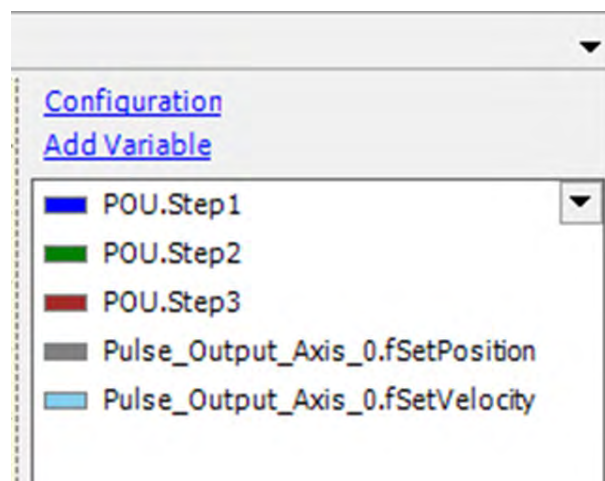 Configuration
Add Variable
POU.Step1
POU.Step2
POU.Step3
Pulse_Output_Axis_0.fSetPosition
Pulse_Output_Axis_0.fSetVelocity